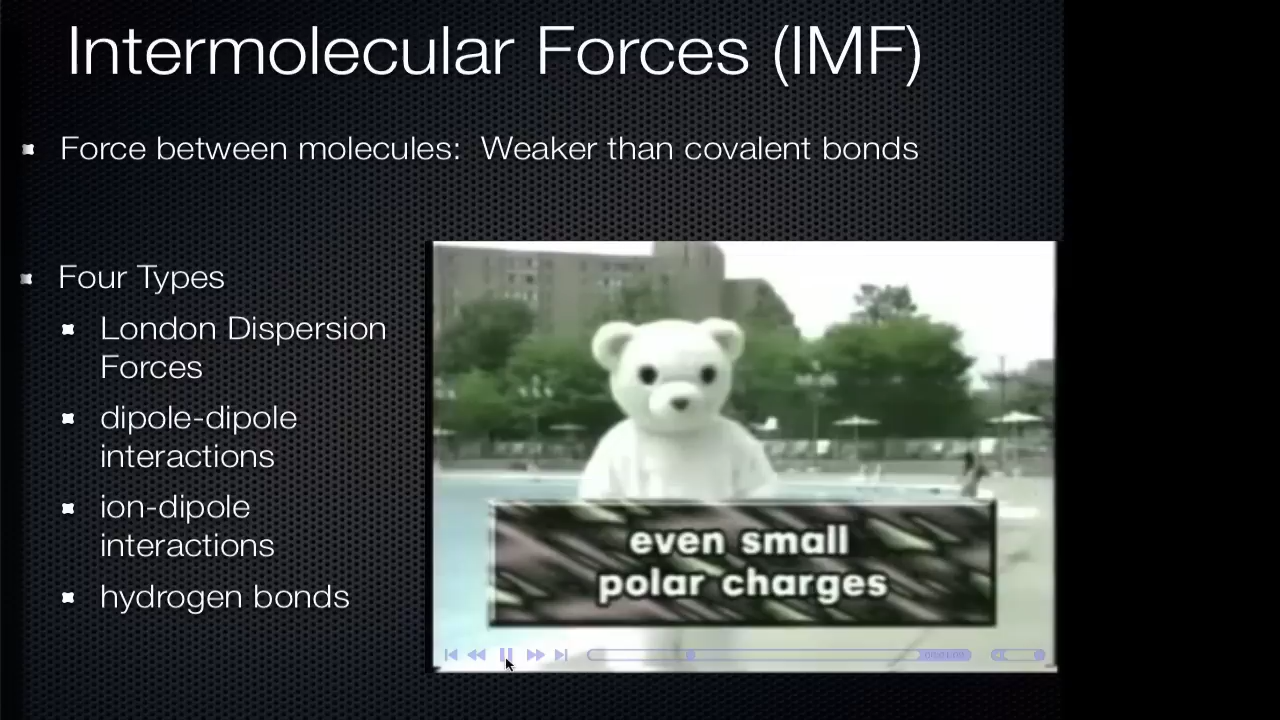 Intermolecular Forces (IMF)
Force between molecules: Weaker than covalent bonds
Four Types
London Dispersion
Forces
dipole-dipole
interactions
ion-dipole
interactions
hydrogen bonds
even small
polar charges